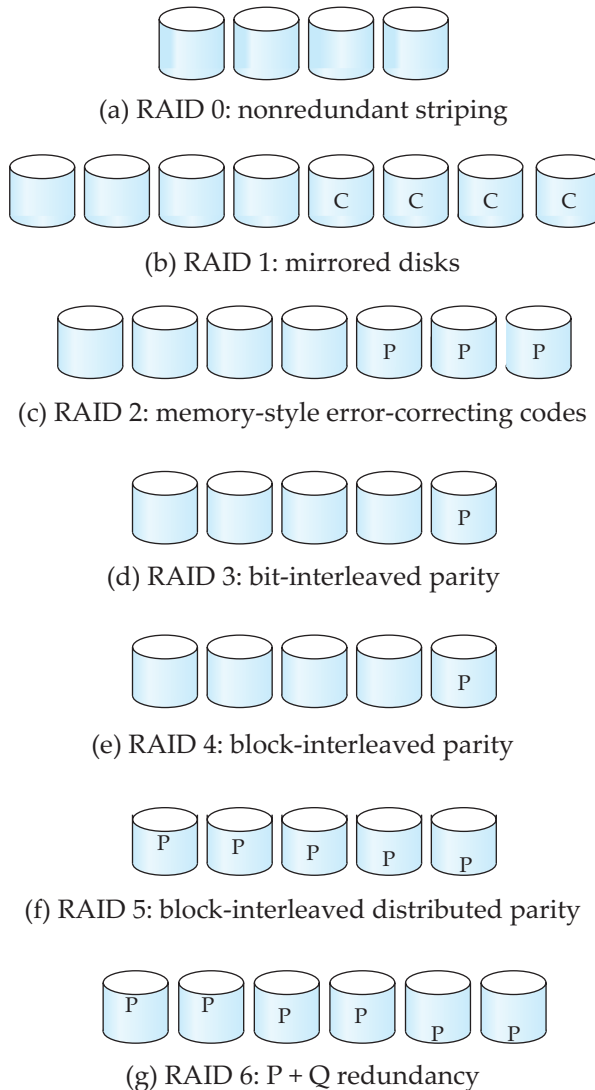 (a) RAID 0: nonredundant striping
C C C C
(b) RAID 1: mirrored disks
P P P
(c) RAID 2: memory-style error-correcting codes
P
(d) RAID 3: bit-interleaved parity
P
(e) RAID 4: block-interleaved parity
P P P P P
(f) RAID 5: block-interleaved distributed parity
P P P P P P
(g) RAID 6: P + Q redundancy